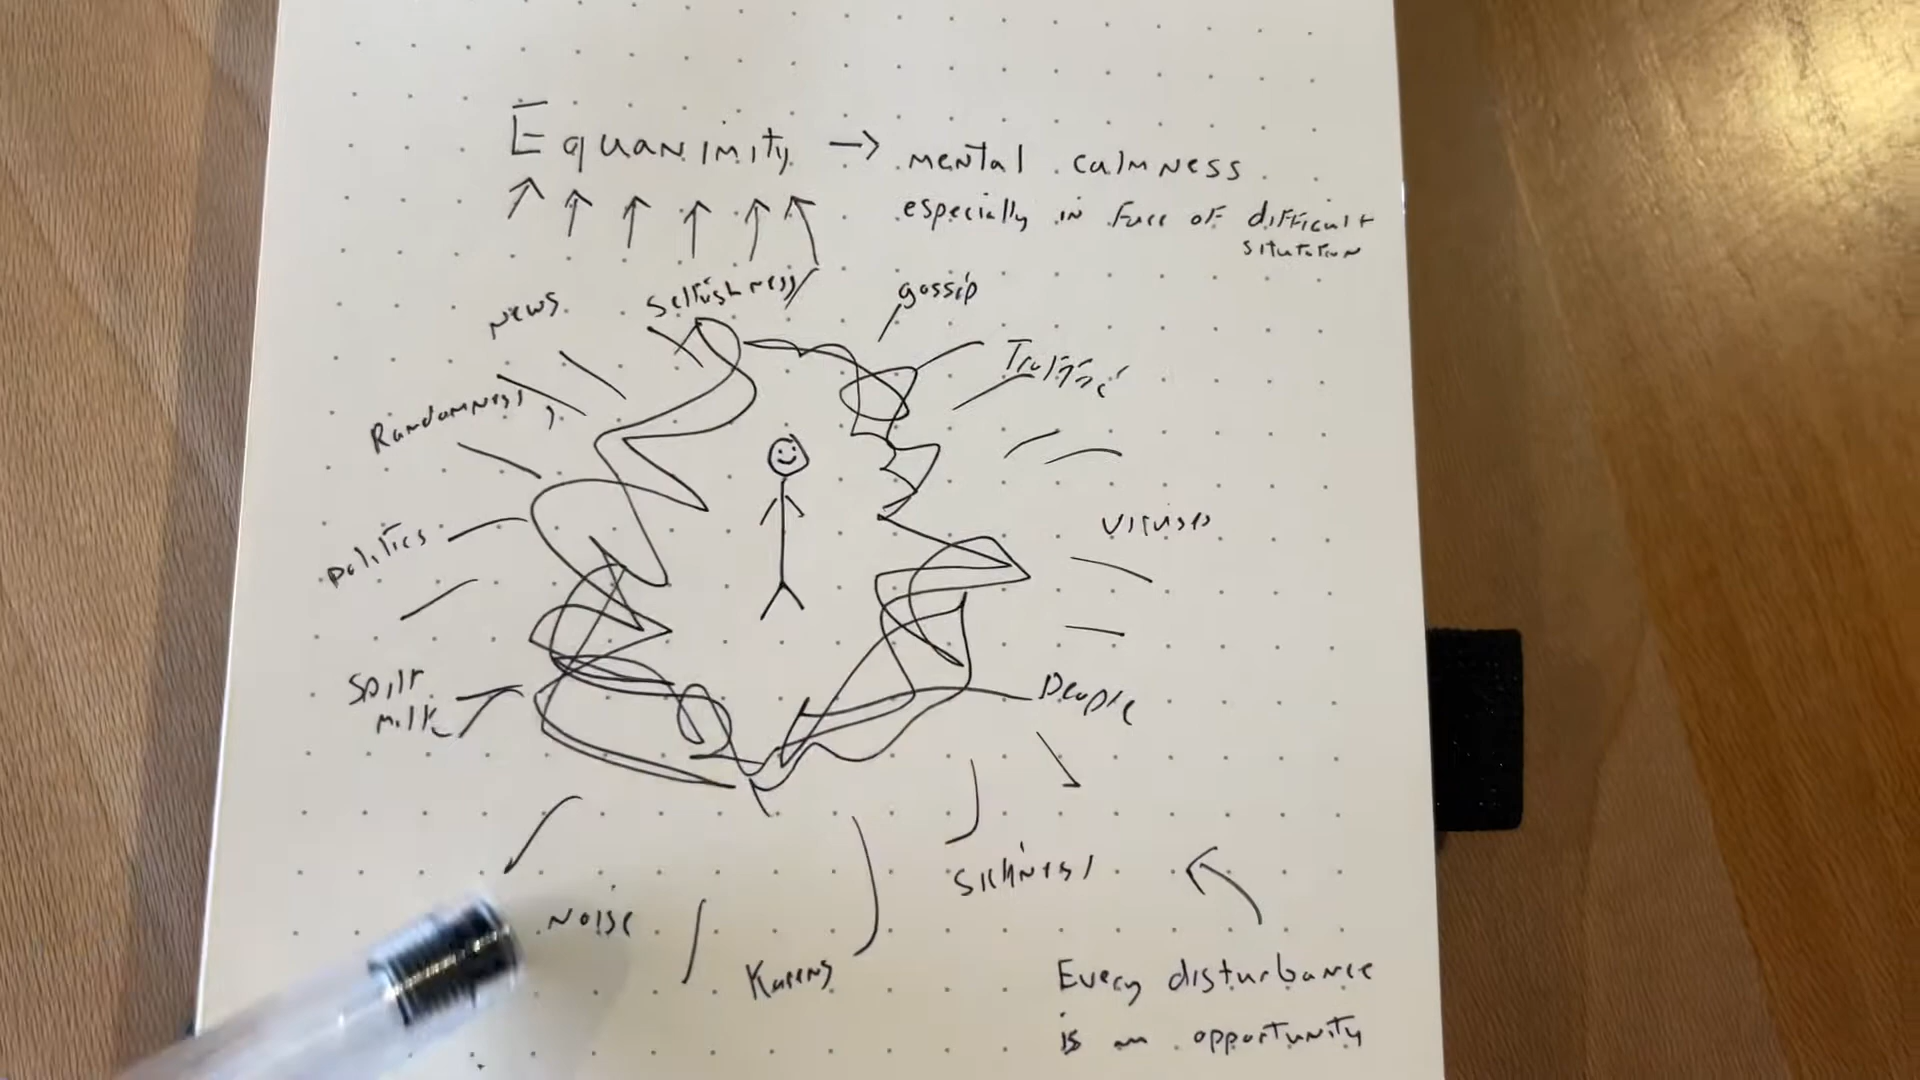 Equanimity → mental calmness
especially in face of difficult
situtation
News
Selfishness
gossip
Traffic
Randomness
politics
viruses
Spilt
milk
People
Sickness
Noise
Karens
Every disturbance
is an opportunity